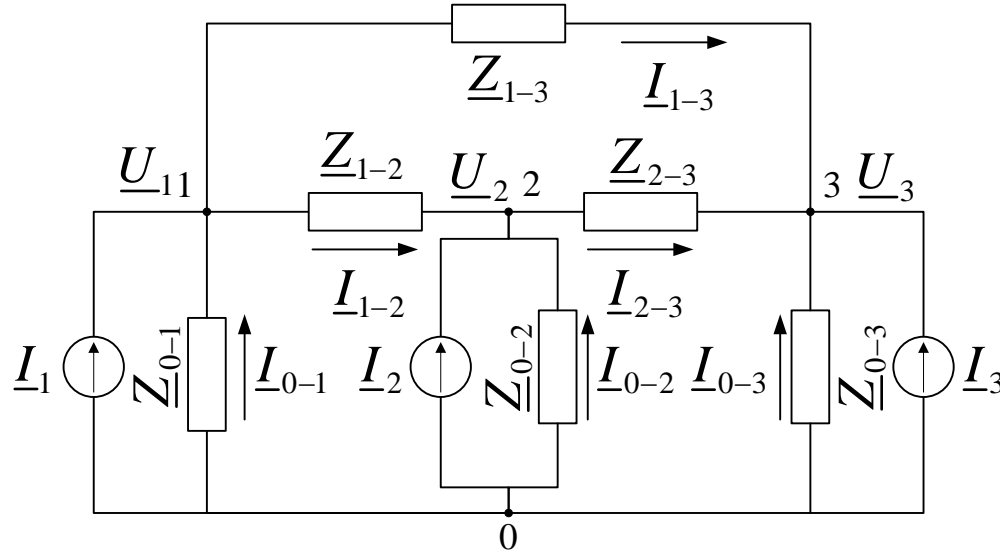 Z1–3
I1–3
U1 1
Z1–2
U2 2
Z2–3
3 U3
I1–2
I2–3
I1
Z0–1
I0–1
I2
Z0–2
I0–2
I0–3
Z0–3
I3
0